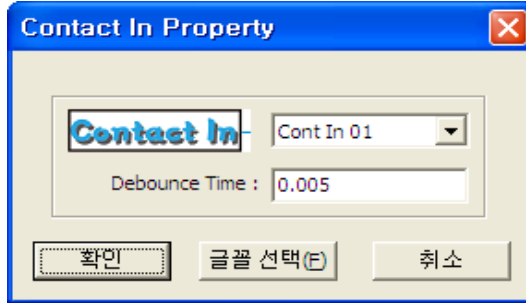 Contact In Property
Contact In Cont In 01
Debounce Time : 0.005
확인 글꼴 선택(F) 취소